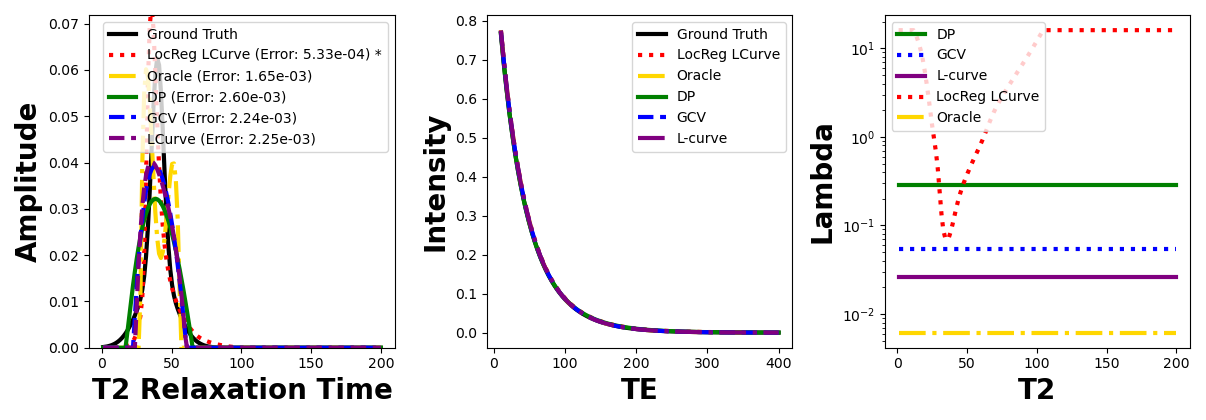 Amplitude
0.07
0.06
0.05
0.04
0.03
0.02
0.01
0.00
0
50
100
150
200
T2 Relaxation Time
Ground Truth
LocReg LCurve (Error: 5.33e-04) *
Oracle (Error: 1.65e-03)
DP (Error: 2.60e-03)
GCV (Error: 2.24e-03)
LCurve (Error: 2.25e-03)
Intensity
0.8
0.7
0.6
0.5
0.4
0.3
0.2
0.1
0.0
0
100
200
300
400
TE
Ground Truth
LocReg LCurve
Oracle
DP
GCV
L-curve
Lambda
10¹
10⁰
10⁻¹
10⁻²
0
50
100
150
200
T2
DP
GCV
L-curve
LocReg LCurve
Oracle